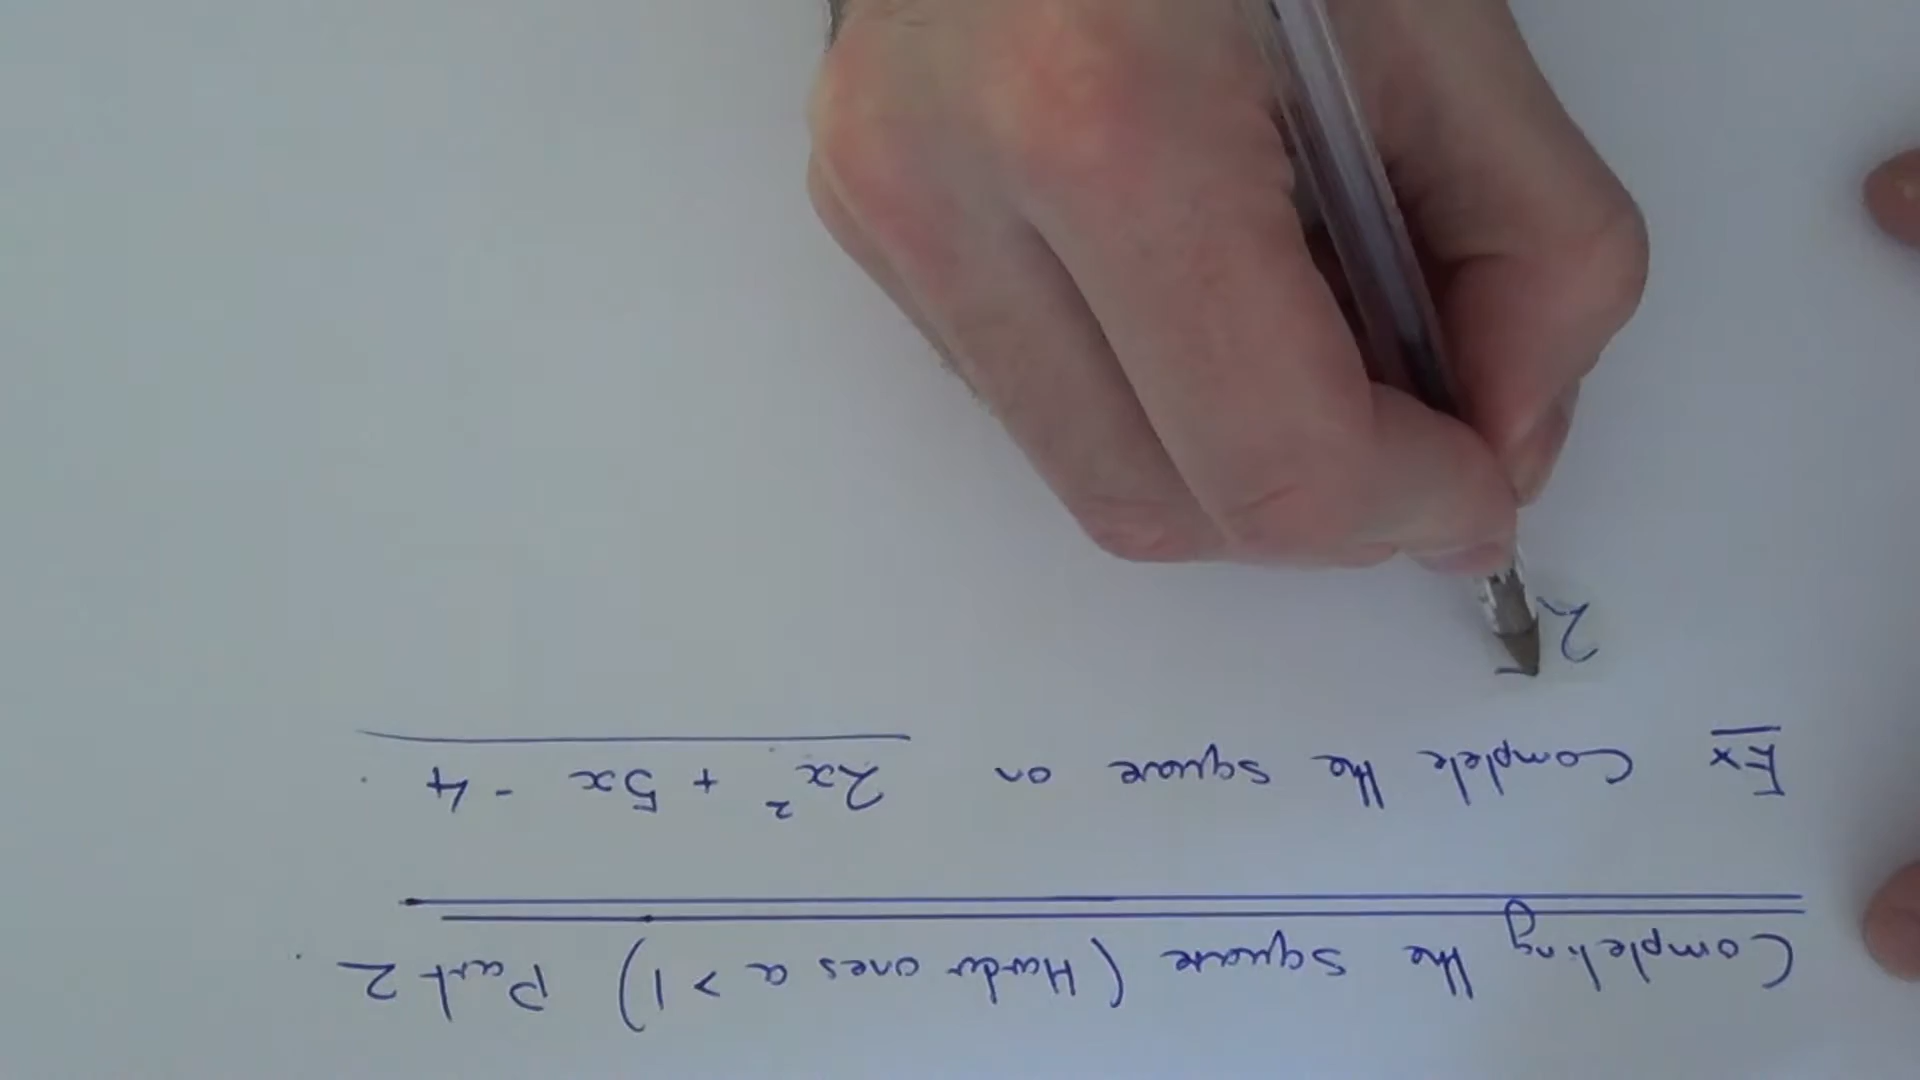 Completing the Square (Harder ones a > 1) Part 2
Ex Complete the square on 2x² + 5x - 4
2